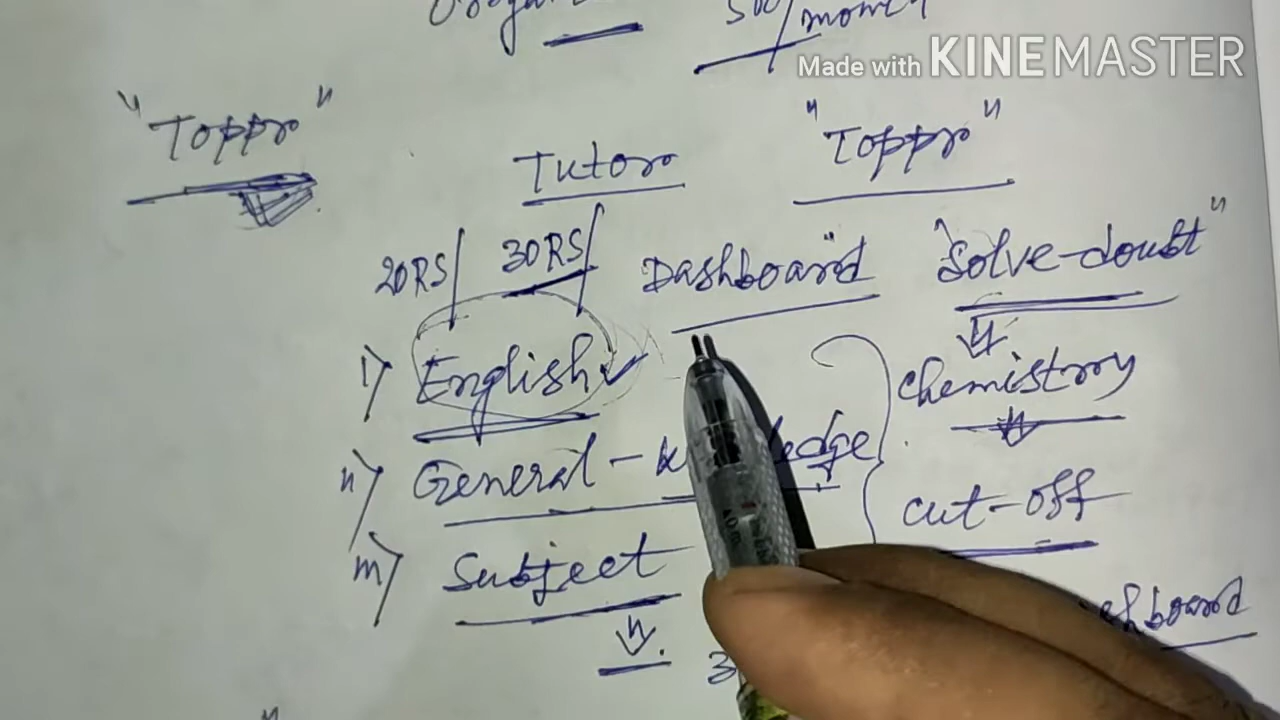 Made with KINEMASTER
"Toppr"
Tutor
"Toppr"
20RS/ 30RS/ Dashboard "Solve-doubt"
i) English ✓
Chemistry
ii) General -
cut-off
iii) Subject